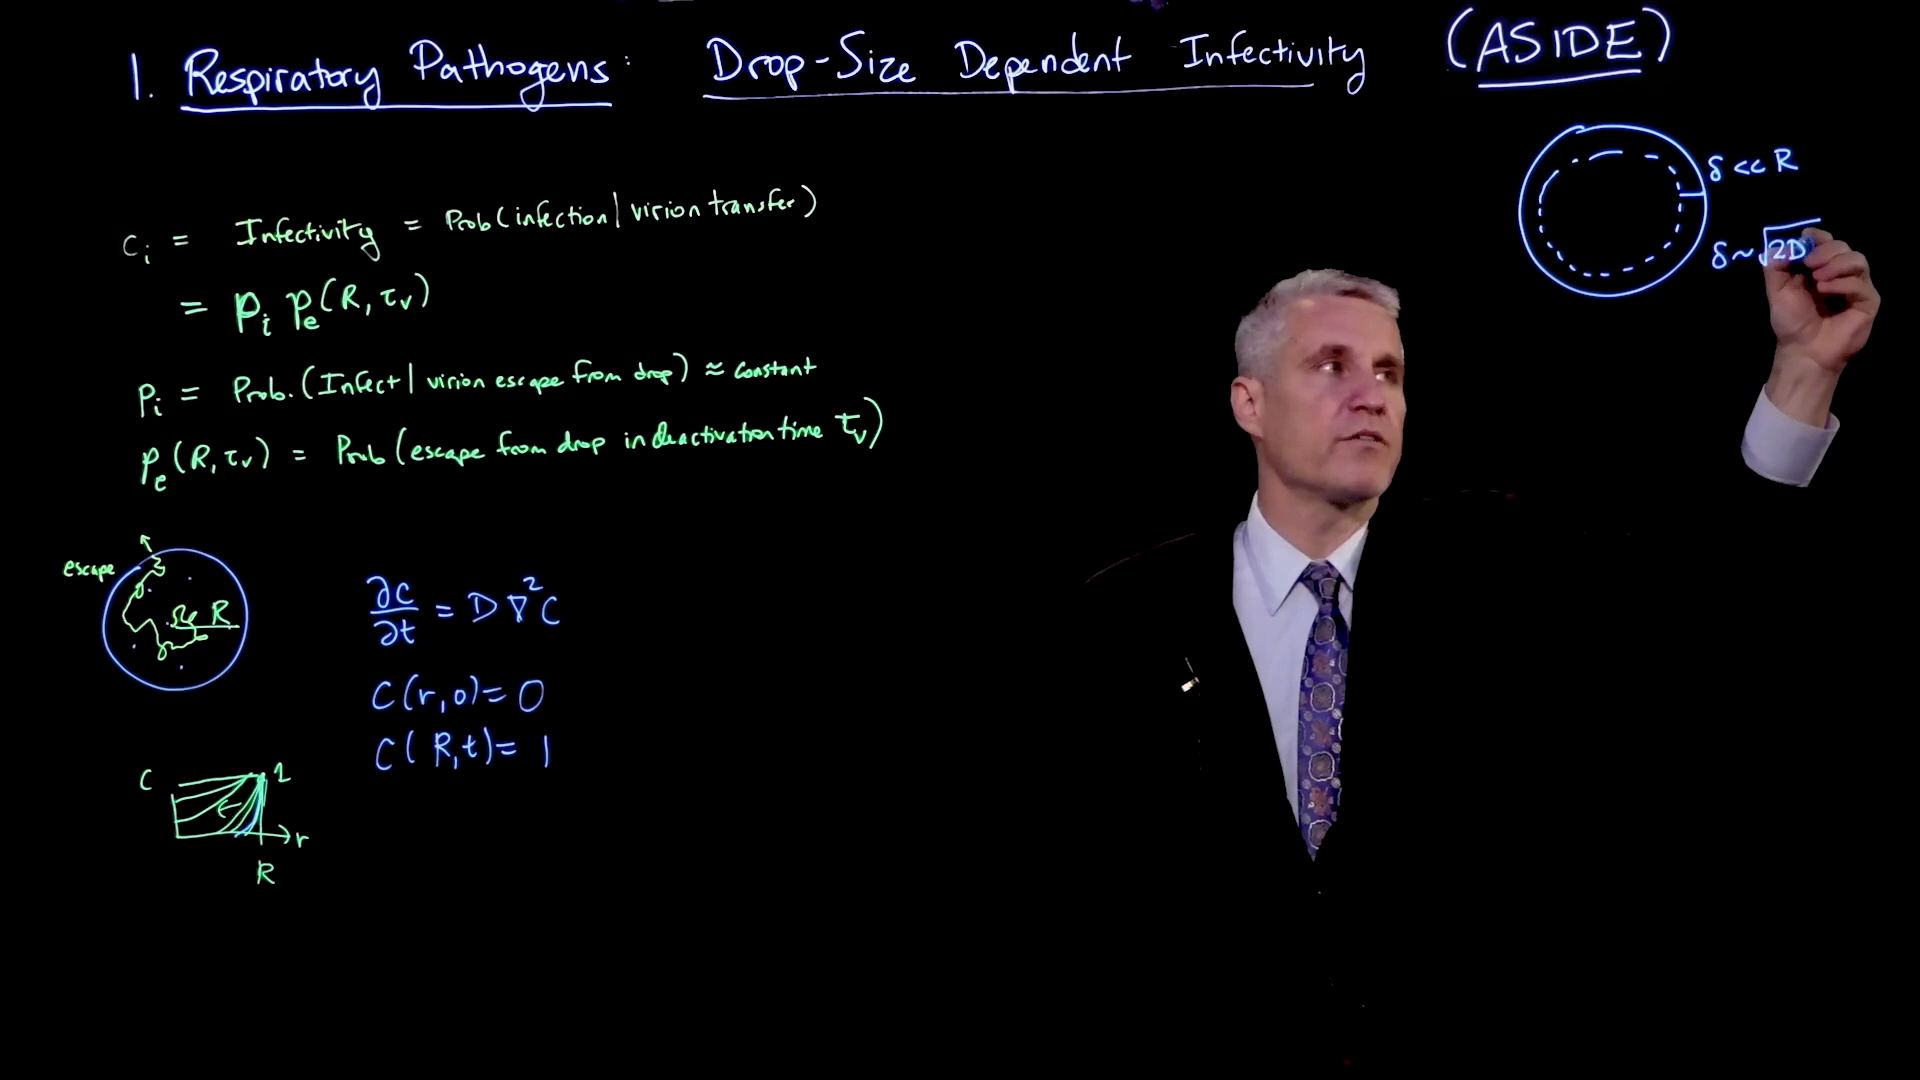 1. Respiratory Pathogens: Drop-Size Dependent Infectivity (ASIDE)
δ << R
δ ~ √2D
cᵢ = Infectivity = Prob(infection | virion transfer)
= pᵢ pₑ(R, τᵥ)
pᵢ = Prob. (Infect | virion escape from drop) ≈ constant
pₑ(R, τᵥ) = Prob (escape from drop in deactivation time τᵥ)
escape
R
∂C/∂t = D ∇²C
C(r, 0) = 0
C(R, t) = 1
C
1
r
R